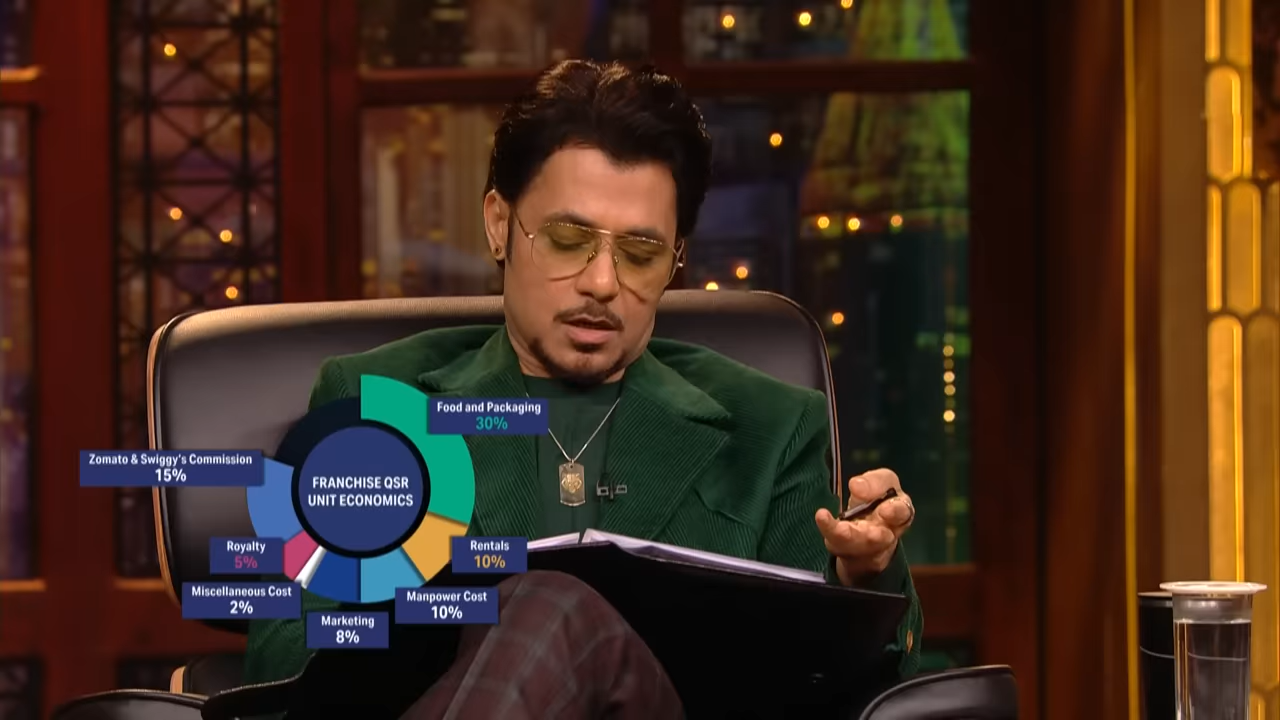 Food and Packaging
30%
Zomato & Swiggy's Commission
15%
FRANCHISE QSR
UNIT ECONOMICS
Royalty
5%
Rentals
10%
Miscellaneous Cost
2%
Manpower Cost
10%
Marketing
8%